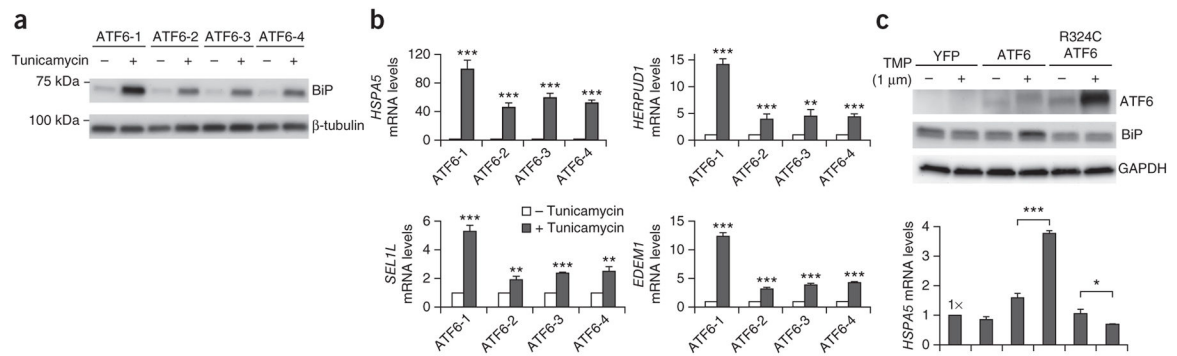 a
ATF6-1 ATF6-2 ATF6-3 ATF6-4
Tunicamycin – + – + – + – +
75 kDa
BiP
100 kDa
β-tubulin
b
HSPA5
mRNA levels
120
80
40
0
***
***
***
***
ATF6-1
ATF6-2
ATF6-3
ATF6-4
HERPUD1
mRNA levels
15
10
5
0
***
***
**
***
ATF6-1
ATF6-2
ATF6-3
ATF6-4
SEL1L
mRNA levels
6
4
2
0
***
**
***
**
– Tunicamycin
+ Tunicamycin
ATF6-1
ATF6-2
ATF6-3
ATF6-4
EDEM1
mRNA levels
15
10
5
0
***
***
***
***
ATF6-1
ATF6-2
ATF6-3
ATF6-4
c
YFP ATF6 R324C
ATF6
TMP
(1 µm) – + – + – +
ATF6
BiP
GAPDH
HSPA5 mRNA levels
4
3
2
1
0
1×
***
*